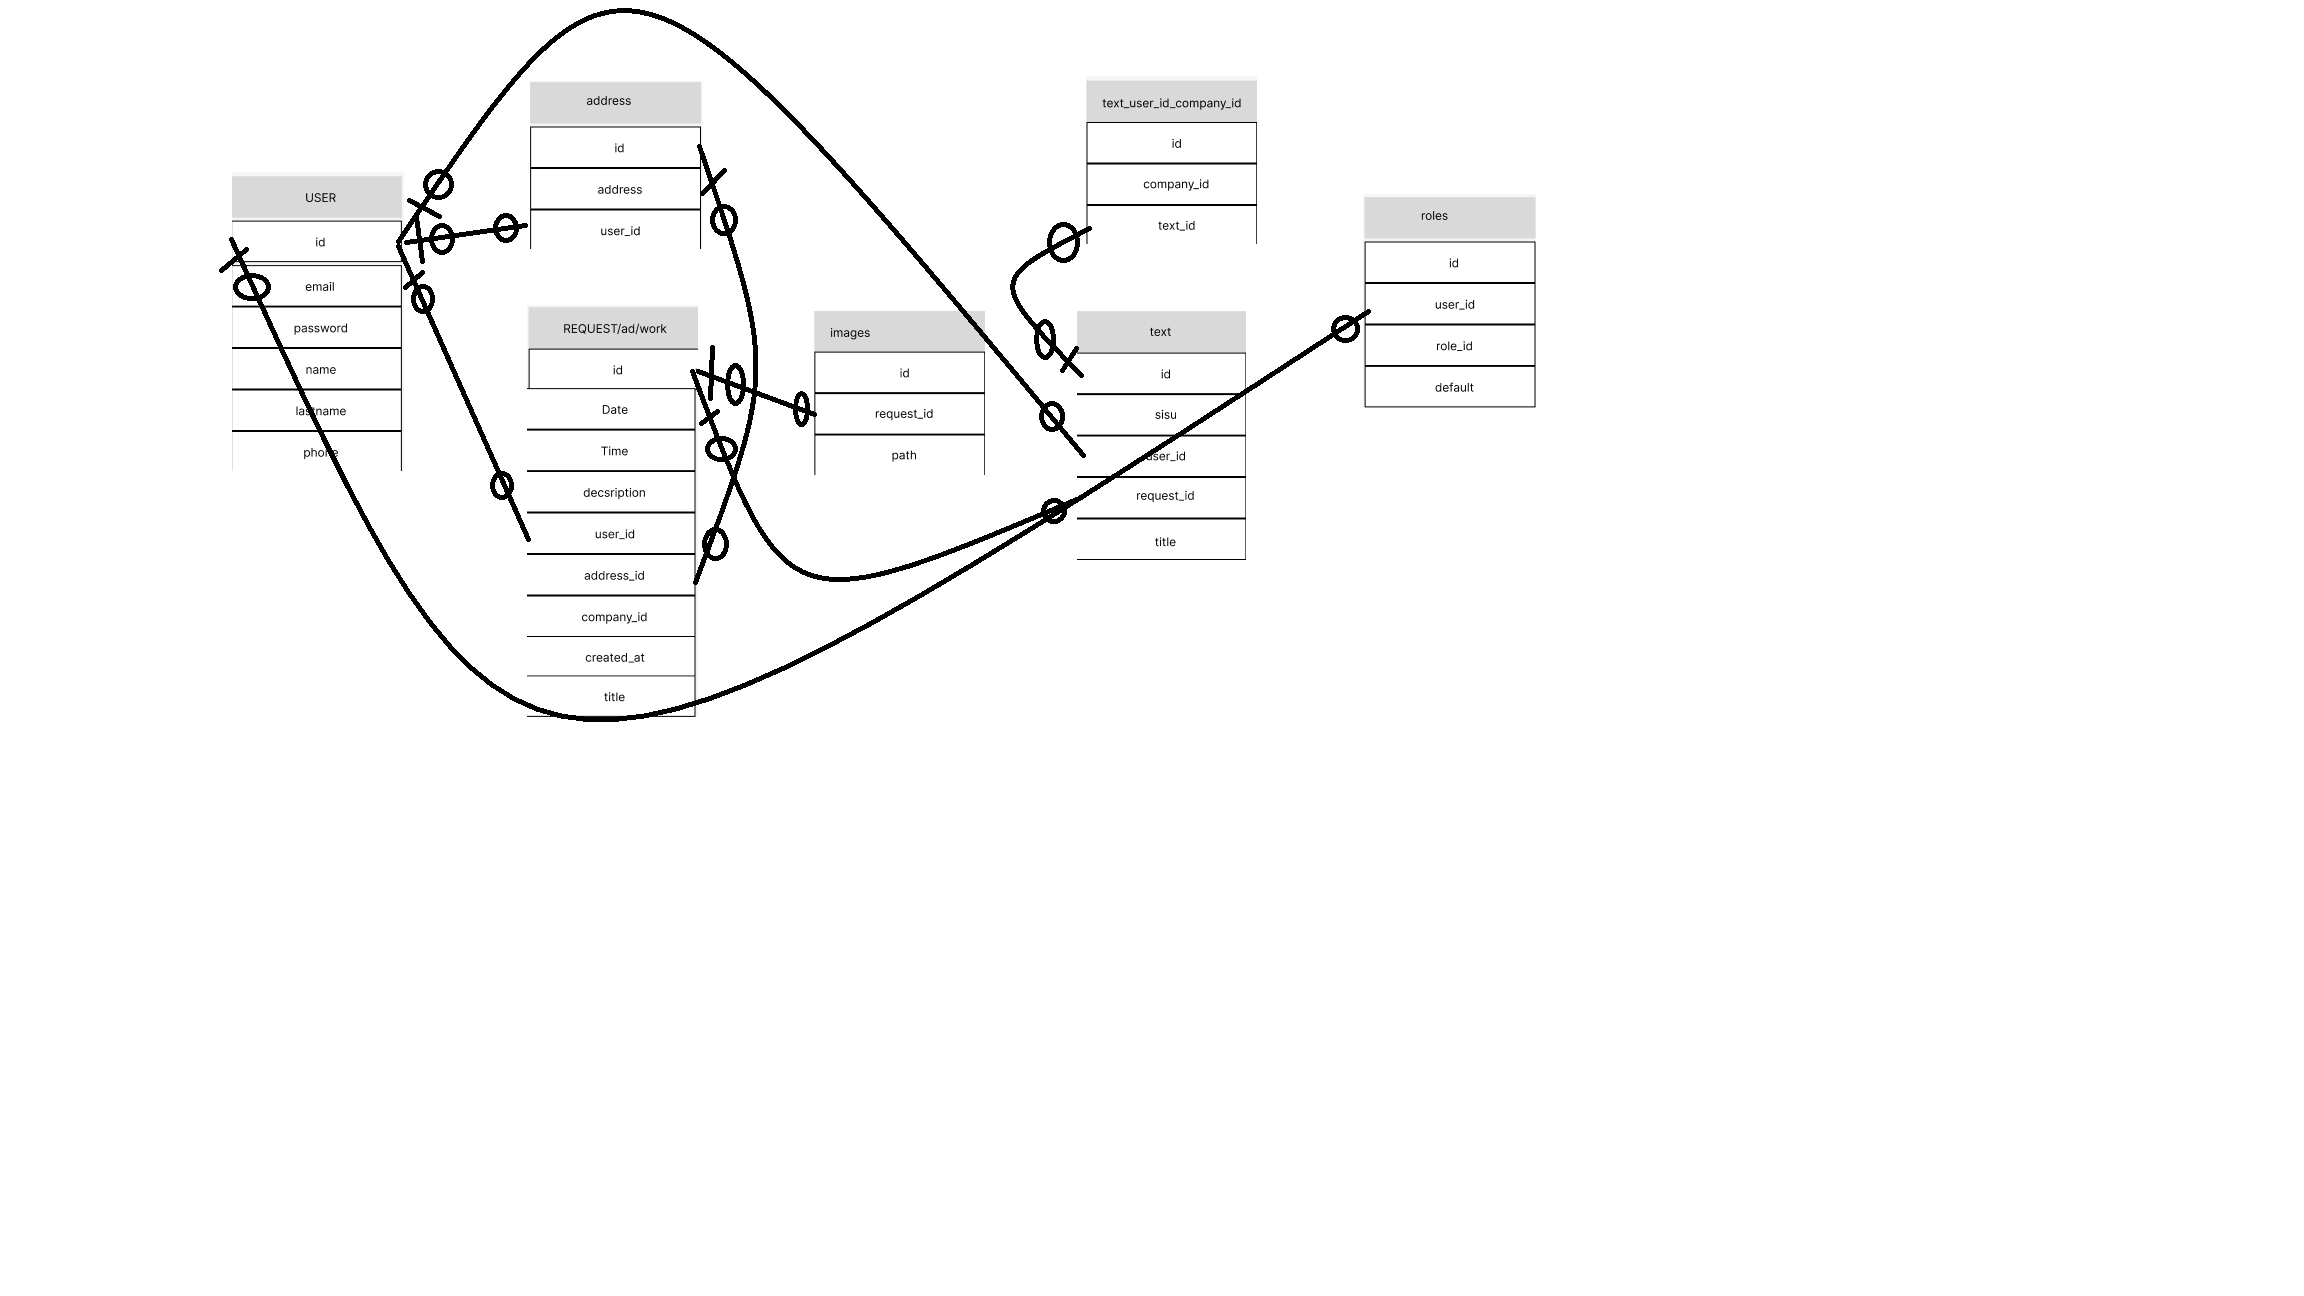 USER
id
email
password
name
lastname
phone
address
id
address
user_id
REQUEST/ad/work
id
Date
Time
decsription
user_id
address_id
company_id
created_at
title
images
id
request_id
path
text_user_id_company_id
id
company_id
text_id
text
id
sisu
user_id
request_id
title
roles
id
user_id
role_id
default